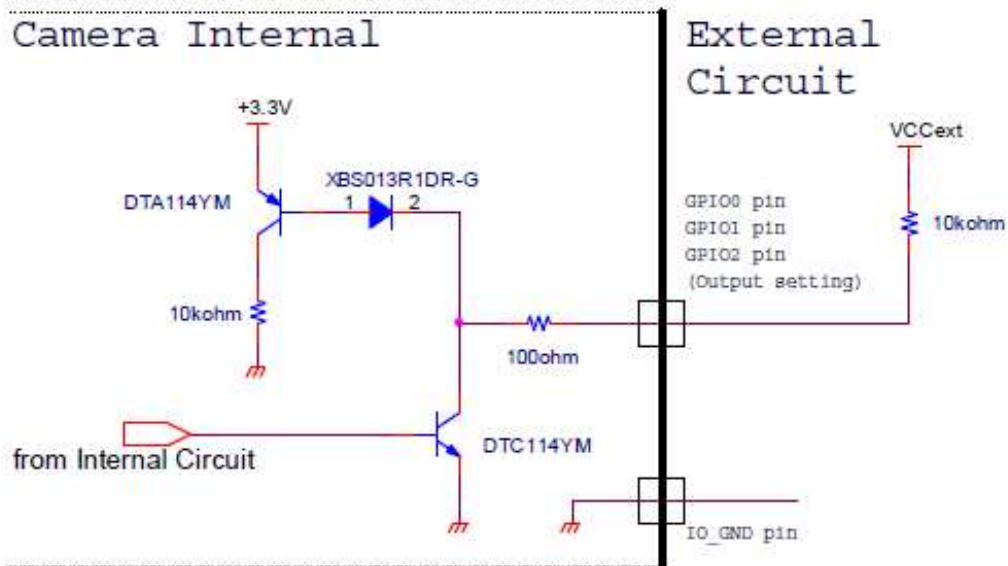 Camera Internal
External
Circuit
+3.3V
VCCext
XBS013R1DR-G
DTA114YM
1
2
GPIO0 pin
GPIO1 pin
GPIO2 pin
(Output setting)
10kohm
10kohm
100ohm
from Internal Circuit
DTC114YM
IO_GND pin